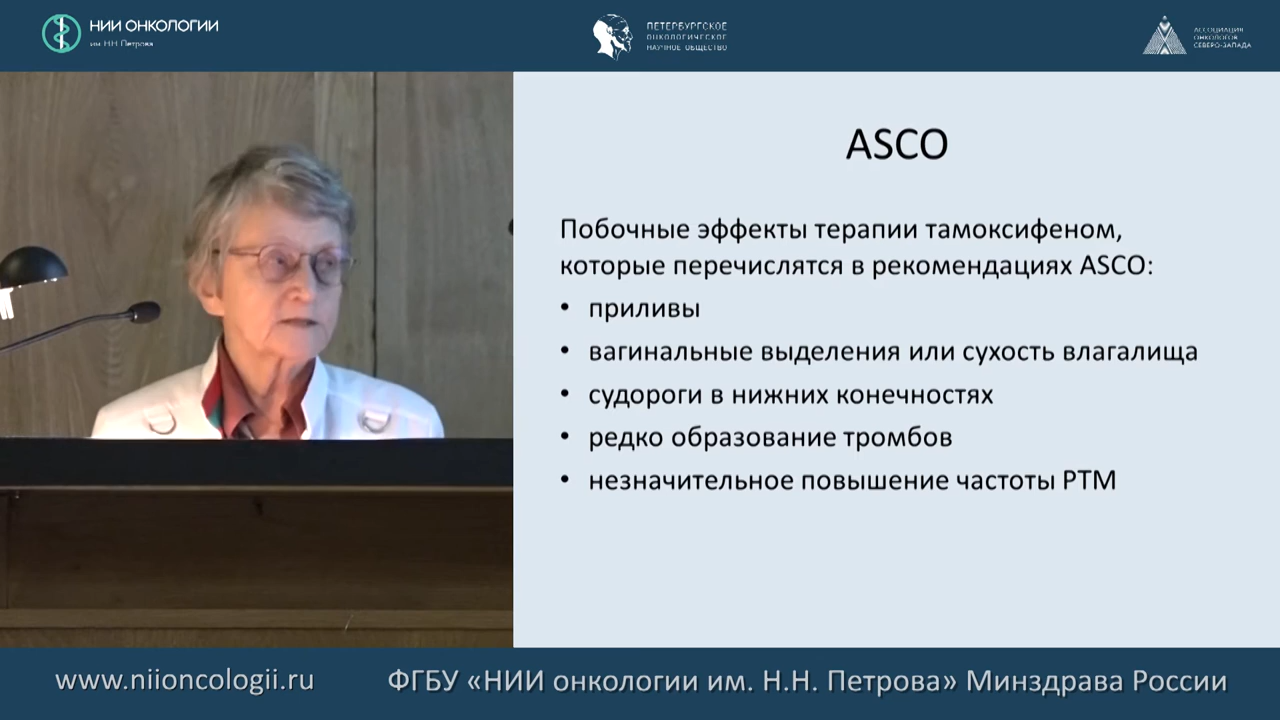 НИИ ОНКОЛОГИИ
им. Н.Н. Петрова
ПЕТЕРБУРГСКОЕ
ОНКОЛОГИЧЕСКОЕ
НАУЧНОЕ ОБЩЕСТВО
АССОЦИАЦИЯ
ОНКОЛОГОВ
СЕВЕРО-ЗАПАДА
ASCO
Побочные эффекты терапии тамоксифеном,
которые перечислятся в рекомендациях ASCO:
• приливы
• вагинальные выделения или сухость влагалища
• судороги в нижних конечностях
• редко образование тромбов
• незначительное повышение частоты РТМ
www.niioncologii.ru
ФГБУ «НИИ онкологии им. Н.Н. Петрова» Минздрава России